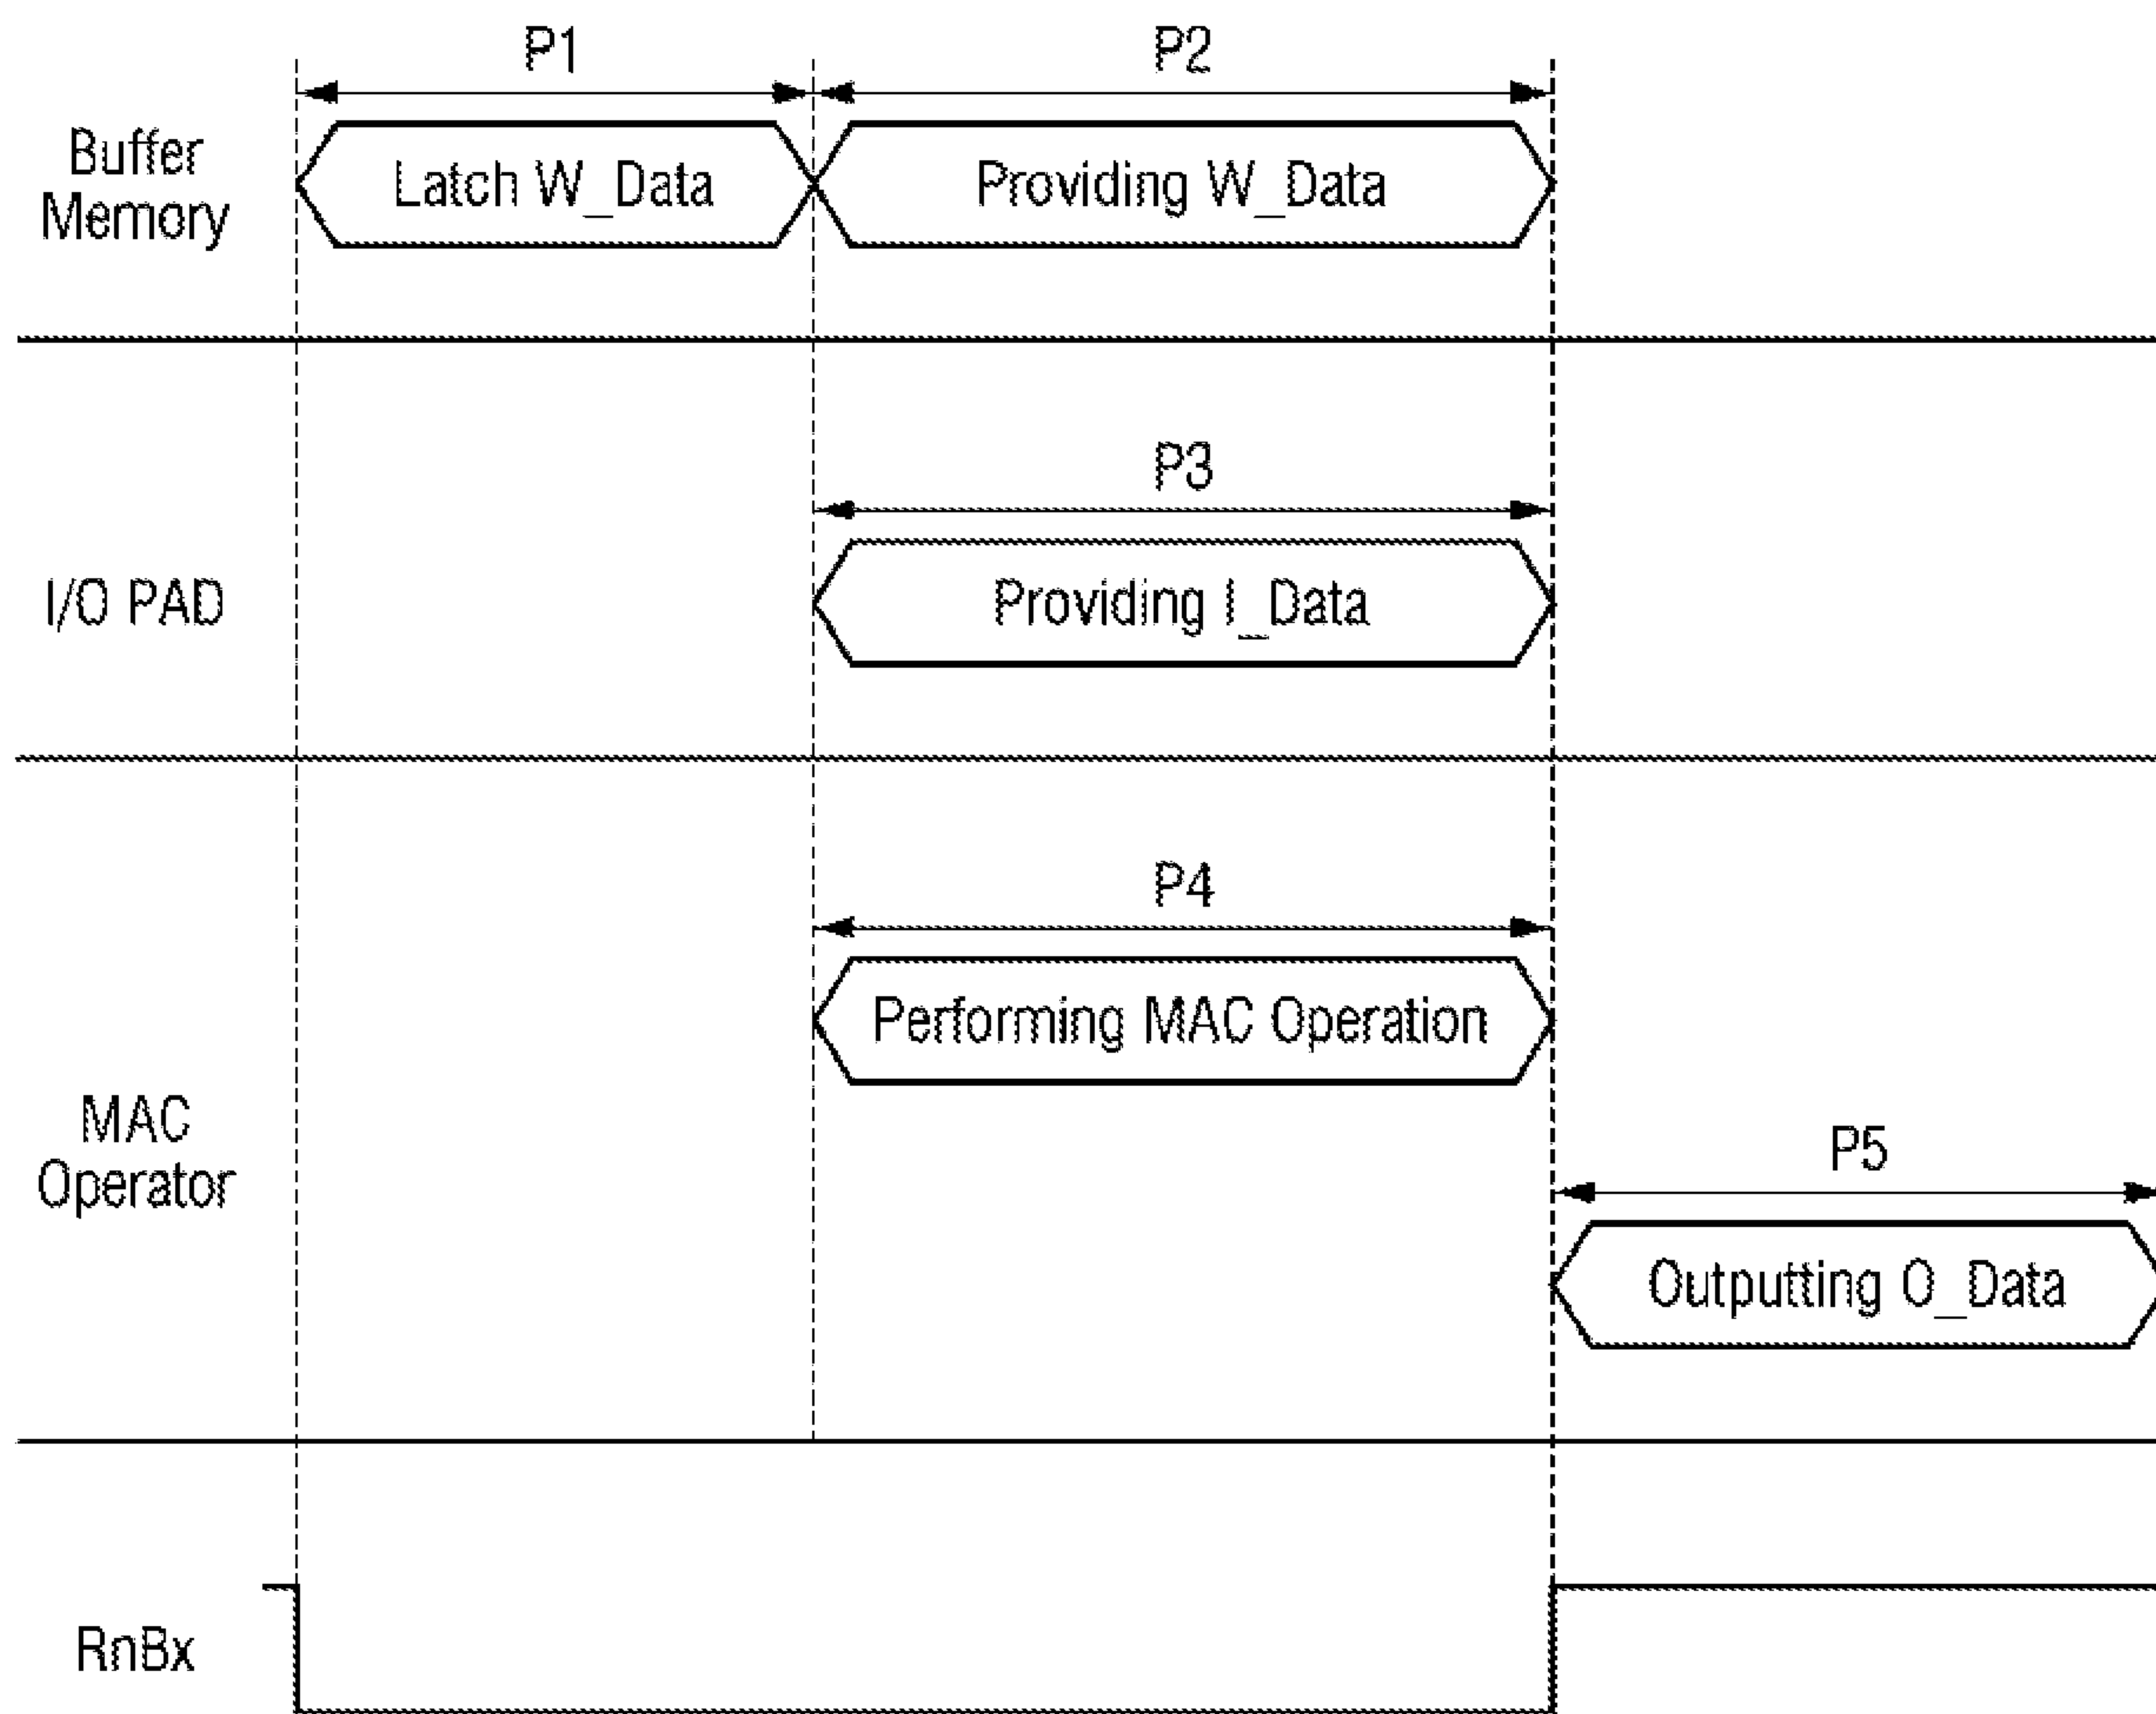 P1
P2
Buffer
Memory
Latch W_Data
Providing W_Data
P3
I/O PAD
Providing I_Data
P4
Performing MAC Operation
MAC
Operator
P5
Outputting O_Data
RnBx